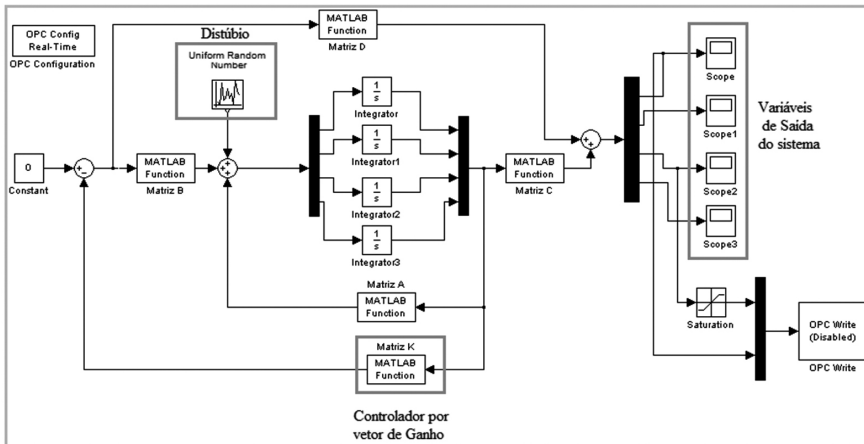 OPC Config
Real-Time
OPC Configuration
Distúbio
Uniform Random
Number
MATLAB
Function
Matriz D
1
s
Integrator
1
s
Integrator1
1
s
Integrator2
1
s
Integrator3
0
Constant
+
−
MATLAB
Function
Matriz B
+
+
+
MATLAB
Function
Matriz C
+
+
Scope
Scope1
Scope2
Scope3
Variáveis
de Saida
do sistema
Matriz A
MATLAB
Function
Matriz K
MATLAB
Function
Controlador por
vetor de Ganho
Saturation
OPC Write
(Disabled)
OPC Write